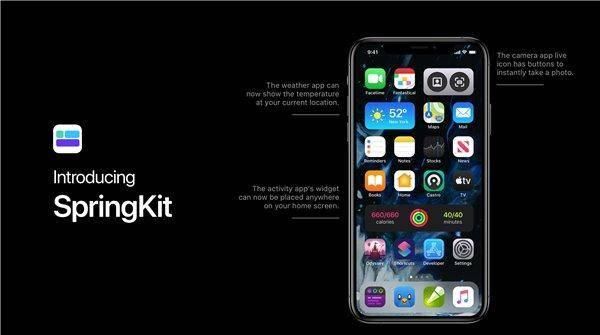 Introducing
SpringKit
The weather app can
now show the temperature
at your current location.
The activity app's widget
can now be placed anywhere
on your home screen.
The camera app live
icon has buttons to
instantly take a photo.
9:41
Facetime Fantastical
52°
New York
Maps Mail
Reminders Notes Stocks News
Books Home Castro TV
tv
660/660 40/40
calories minutes
Odyssey Shortcuts Developer Settings